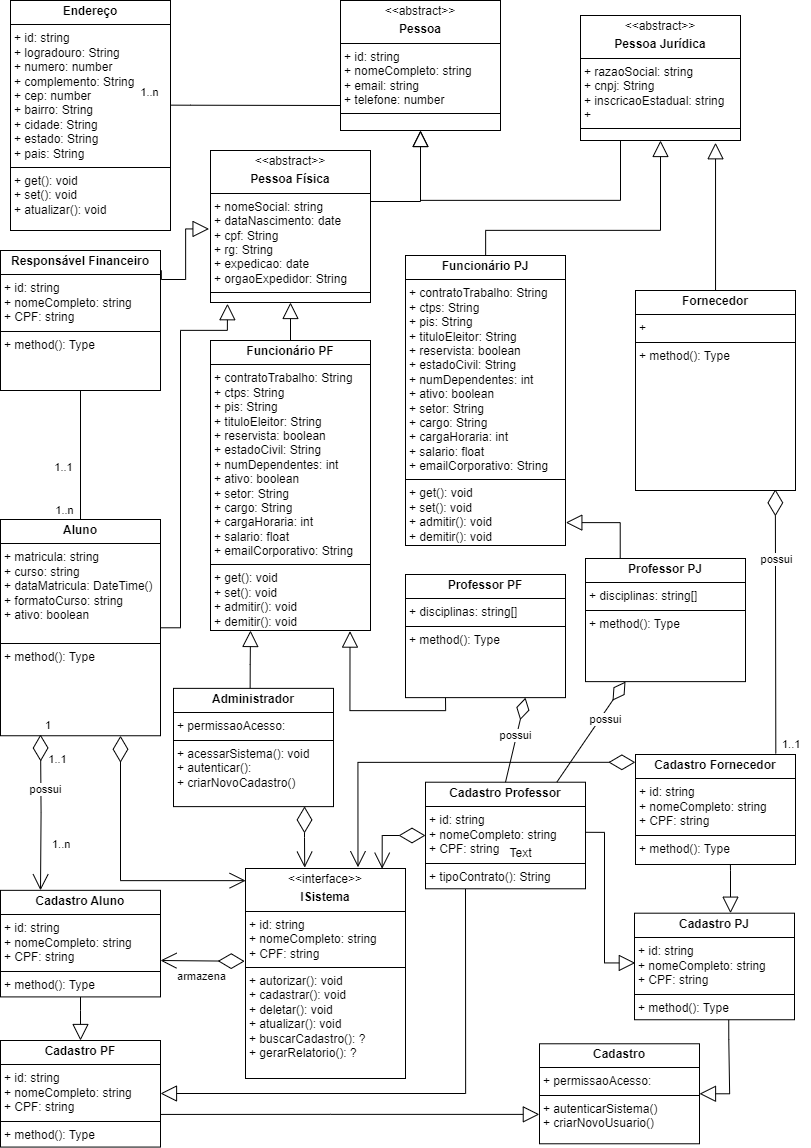 Endereço
+ id: string
+ logradouro: String
+ numero: number
+ complemento: String
+ cep: number
+ bairro: String
+ cidade: String
+ estado: String
+ pais: String
+ get(): void
+ set(): void
+ atualizar(): void
1..n
<<abstract>>
Pessoa
+ id: string
+ nomeCompleto: string
+ email: string
+ telefone: number
<<abstract>>
Pessoa Jurídica
+ razaoSocial: string
+ cnpj: String
+ inscricaoEstadual: string
+
<<abstract>>
Pessoa Física
+ nomeSocial: string
+ dataNascimento: date
+ cpf: String
+ rg: String
+ expedicao: date
+ orgaoExpedidor: String
Responsável Financeiro
+ id: string
+ nomeCompleto: string
+ CPF: string
+ method(): Type
Funcionário PJ
+ contratoTrabalho: String
+ ctps: String
+ pis: String
+ tituloEleitor: String
+ reservista: boolean
+ estadoCivil: String
+ numDependentes: int
+ ativo: boolean
+ setor: String
+ cargo: String
+ cargaHoraria: int
+ salario: float
+ emailCorporativo: String
+ get(): void
+ set(): void
+ admitir(): void
+ demitir(): void
Fornecedor
+
+ method(): Type
Funcionário PF
+ contratoTrabalho: String
+ ctps: String
+ pis: String
+ tituloEleitor: String
+ reservista: boolean
+ estadoCivil: String
+ numDependentes: int
+ ativo: boolean
+ setor: String
+ cargo: String
+ cargaHoraria: int
+ salario: float
+ emailCorporativo: String
+ get(): void
+ set(): void
+ admitir(): void
+ demitir(): void
1..1
1..n
Aluno
+ matricula: string
+ curso: string
+ dataMatricula: DateTime()
+ formatoCurso: string
+ ativo: boolean
+ method(): Type
1
1..1
possui
1..n
Professor PF
+ disciplinas: string[]
+ method(): Type
Professor PJ
+ disciplinas: string[]
+ method(): Type
possui
possui
possui
1..1
Administrador
+ permissaoAcesso:
+ acessarSistema(): void
+ autenticar():
+ criarNovoCadastro()
Cadastro Professor
+ id: string
+ nomeCompleto: string
+ CPF: string
Text
+ tipoContrato(): String
Cadastro Fornecedor
+ id: string
+ nomeCompleto: string
+ CPF: string
+ method(): Type
<<interface>>
ISistema
+ id: string
+ nomeCompleto: string
+ CPF: string
+ autorizar(): void
+ cadastrar(): void
+ deletar(): void
+ atualizar(): void
+ buscarCadastro(): ?
+ gerarRelatorio(): ?
armazena
Cadastro Aluno
+ id: string
+ nomeCompleto: string
+ CPF: string
+ method(): Type
Cadastro PJ
+ id: string
+ nomeCompleto: string
+ CPF: string
+ method(): Type
Cadastro PF
+ id: string
+ nomeCompleto: string
+ CPF: string
+ method(): Type
Cadastro
+ permissaoAcesso:
+ autenticarSistema()
+ criarNovoUsuario()